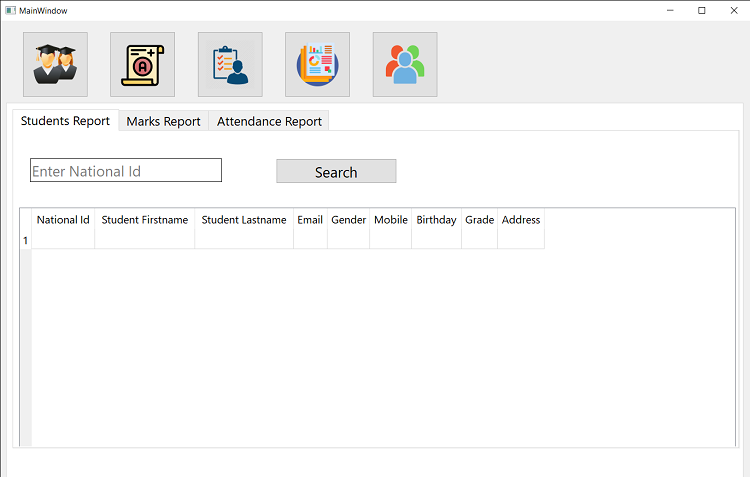 MainWindow
A
Students Report Marks Report Attendance Report
Enter National Id Search
National Id Student Firstname Student Lastname Email Gender Mobile Birthday Grade Address
1